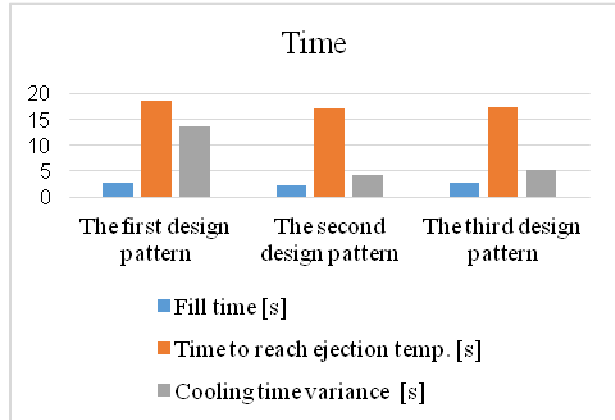 Time
20
15
10
5
0
The first design
pattern
The second
design pattern
The third design
pattern
Fill time [s]
Time to reach ejection temp. [s]
Cooling time variance [s]